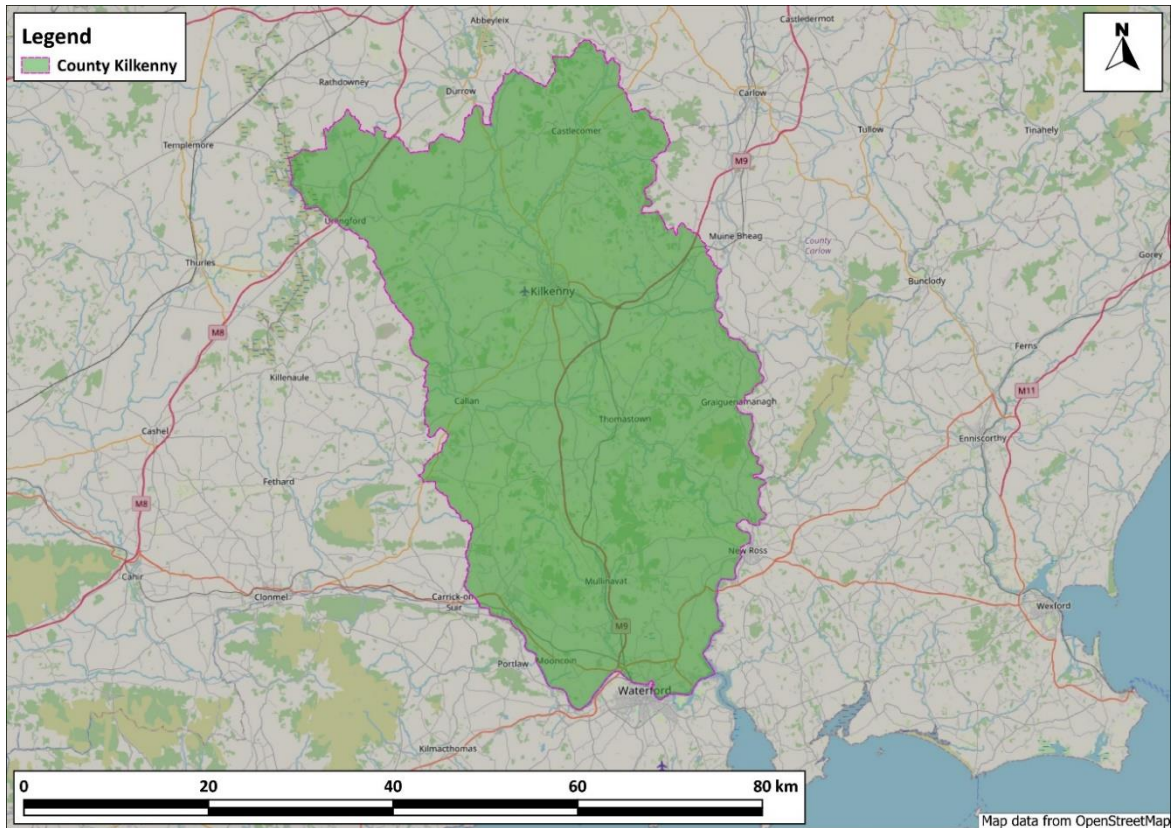 Legend
County Kilkenny
N
Abbeyleix
Castledermot
Rathdowney
Durrow
Carlow
Castlecomer
Tullow
Tinahely
Templemore
M9
Urlingford
Muine Bheag
County
Carlow
Gorey
Thurles
Bunclody
Kilkenny
M8
Ferns
Killenaule
M11
Callan
Graiguenamanagh
Thomastown
Cashel
Enniscorthy
Fethard
M8
New Ross
Cahir
Mullinavat
Clonmel
Carrick-on
Suir
Wexford
M9
Portlaw
Mooncoin
Waterford
Kilmacthomas
0 20 40 60 80 km
Map data from OpenStreetMap